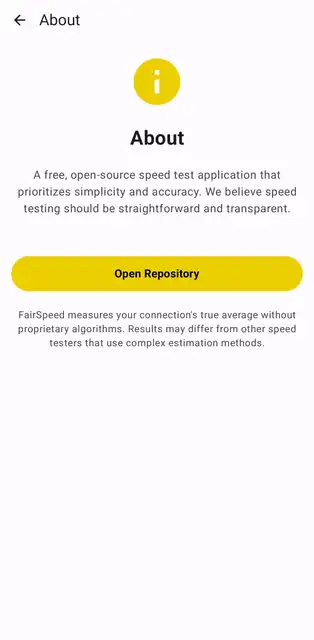 About
About
A free, open-source speed test application that
prioritizes simplicity and accuracy. We believe speed
testing should be straightforward and transparent.
Open Repository
FairSpeed measures your connection's true average without
proprietary algorithms. Results may differ from other speed
testers that use complex estimation methods.